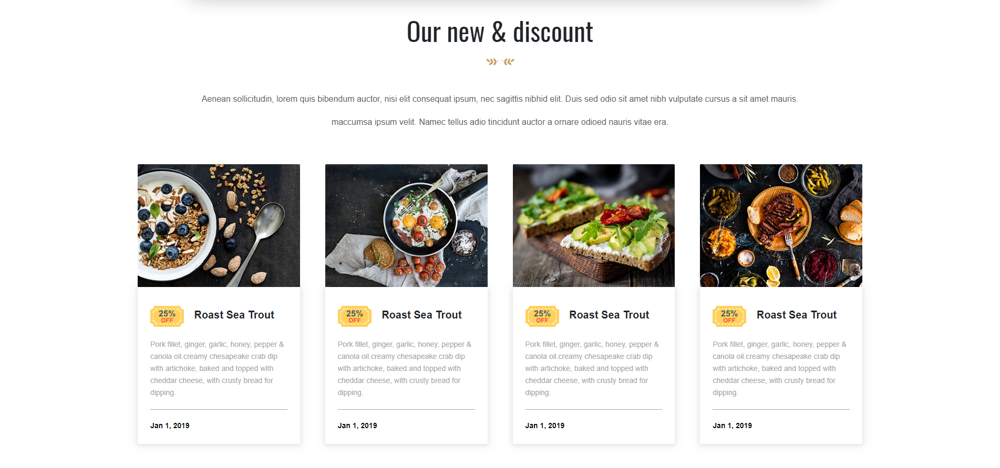 Our new & discount
Aenean sollicitudin, lorem quis bibendum auctor, nisi elit consequat ipsum, nec sagittis nibhid elit. Duis sed odio sit amet nibh vulputate cursus a sit amet mauris.
maccumsa ipsum velit. Namec tellus adio tincidunt auctor a ornare odioed nauris vitae era.
25%
OFF
Roast Sea Trout
Pork fillet, ginger, garlic, honey, pepper &
canola oil.creamy chesapeake crab dip
with artichoke, baked and topped with
cheddar cheese, with crusty bread for
dipping.
Jan 1, 2019
25%
OFF
Roast Sea Trout
Pork fillet, ginger, garlic, honey, pepper &
canola oil.creamy chesapeake crab dip
with artichoke, baked and topped with
cheddar cheese, with crusty bread for
dipping.
Jan 1, 2019
25%
OFF
Roast Sea Trout
Pork fillet, ginger, garlic, honey, pepper &
canola oil.creamy chesapeake crab dip
with artichoke, baked and topped with
cheddar cheese, with crusty bread for
dipping.
Jan 1, 2019
25%
OFF
Roast Sea Trout
Pork fillet, ginger, garlic, honey, pepper &
canola oil.creamy chesapeake crab dip
with artichoke, baked and topped with
cheddar cheese, with crusty bread for
dipping.
Jan 1, 2019